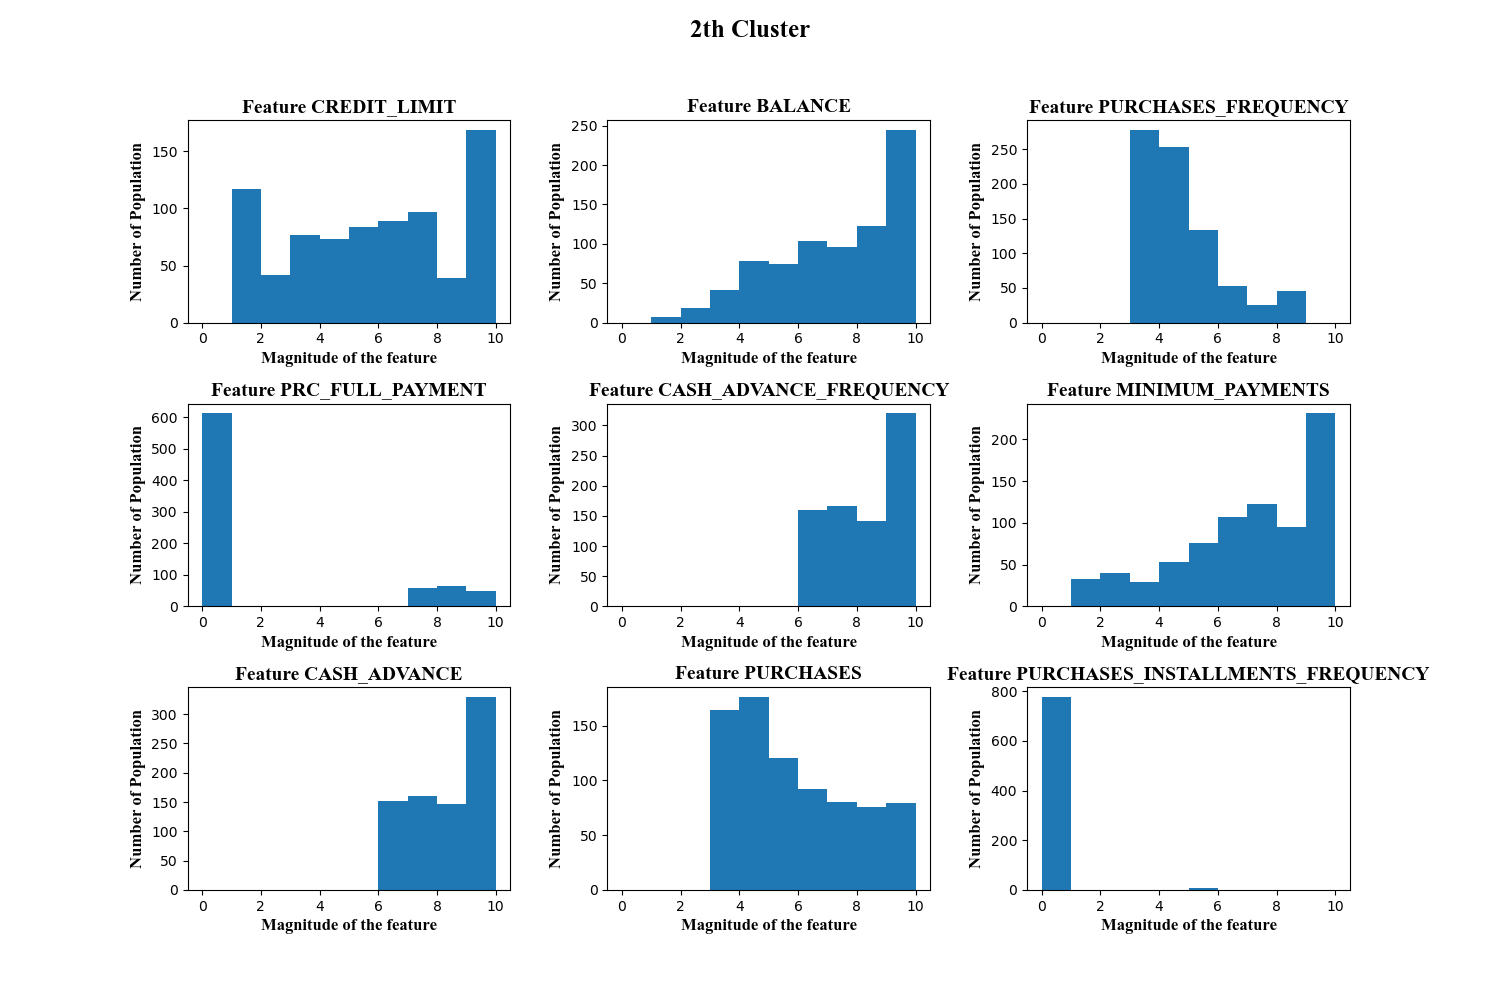 2th Cluster
Feature CREDIT_LIMIT
Number of Population
150
100
50
0
0 2 4 6 8 10
Magnitude of the feature
Feature BALANCE
Number of Population
250
200
150
100
50
0
0 2 4 6 8 10
Magnitude of the feature
Feature PURCHASES_FREQUENCY
Number of Population
250
200
150
100
50
0
0 2 4 6 8 10
Magnitude of the feature
Feature PRC_FULL_PAYMENT
Number of Population
600
500
400
300
200
100
0
0 2 4 6 8 10
Magnitude of the feature
Feature CASH_ADVANCE_FREQUENCY
Number of Population
300
250
200
150
100
50
0
0 2 4 6 8 10
Magnitude of the feature
Feature MINIMUM_PAYMENTS
Number of Population
200
150
100
50
0
0 2 4 6 8 10
Magnitude of the feature
Feature CASH_ADVANCE
Number of Population
300
250
200
150
100
50
0
0 2 4 6 8 10
Magnitude of the feature
Feature PURCHASES
Number of Population
150
100
50
0
0 2 4 6 8 10
Magnitude of the feature
Feature PURCHASES_INSTALLMENTS_FREQUENCY
Number of Population
800
600
400
200
0
0 2 4 6 8 10
Magnitude of the feature